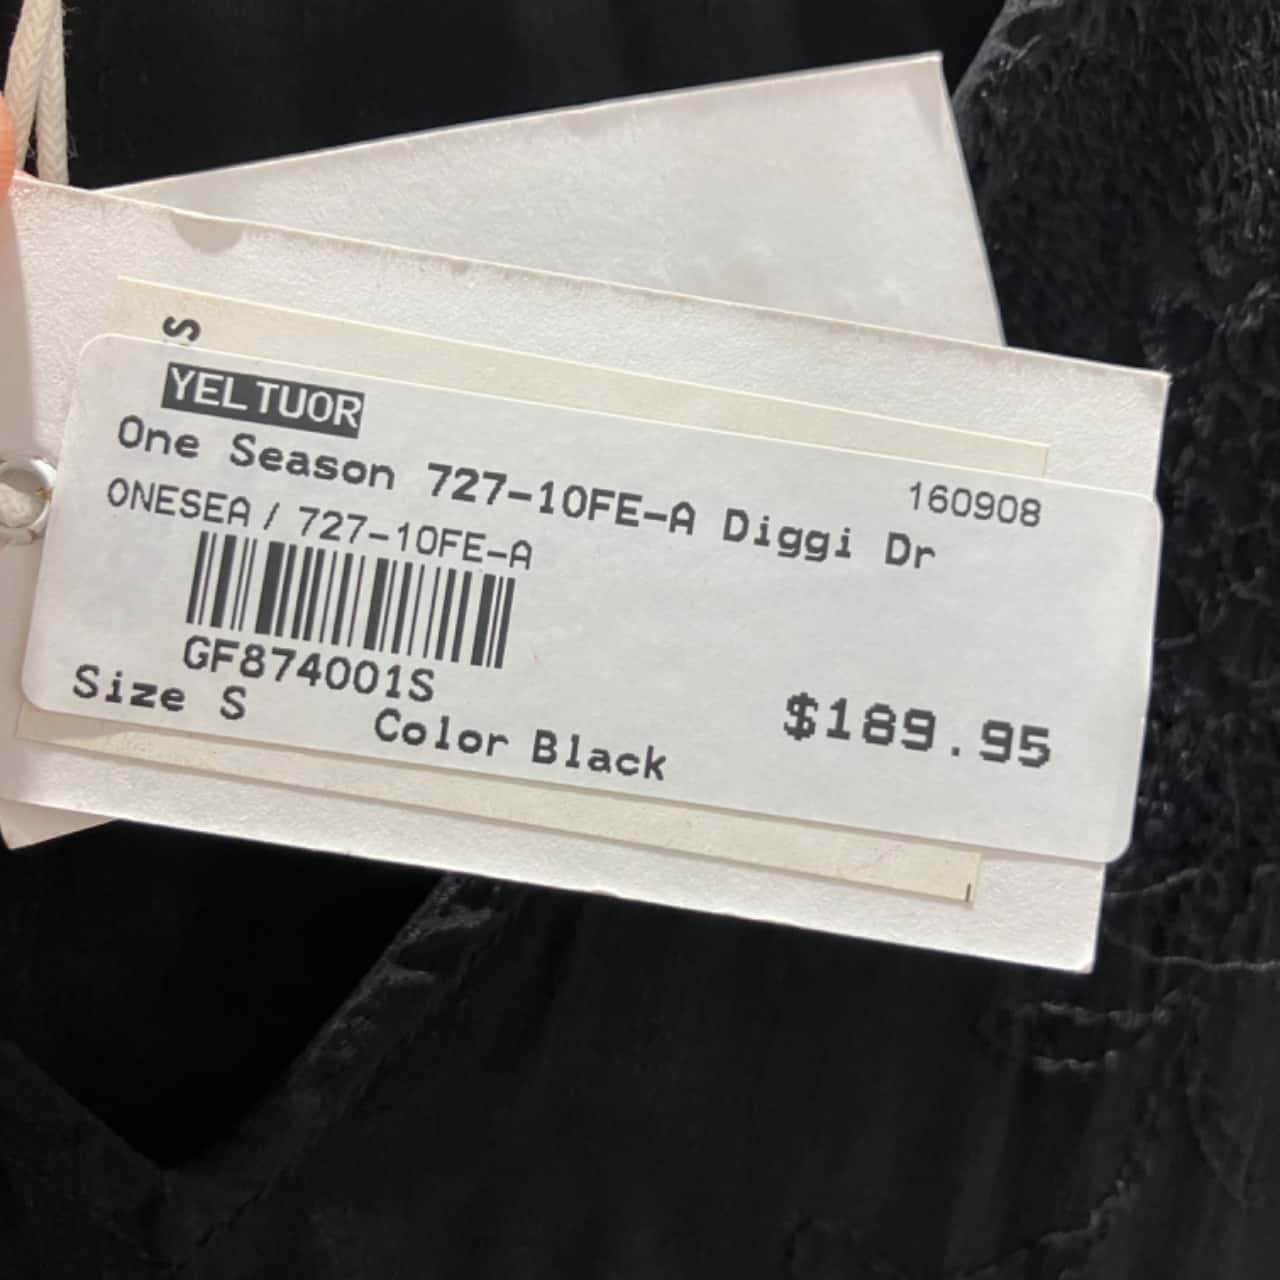 S
YEL TUOR
One Season 727-10FE-A Diggi Dr
160908
ONESEA / 727-10FE-A
GF874001S
Size S Color Black
$189.95